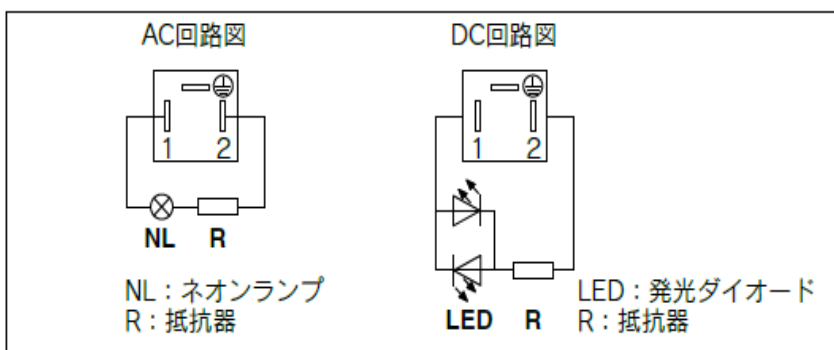 AC回路図
1 2
NL R
NL：ネオンランプ
R：抵抗器
DC回路図
1 2
LED R
LED：発光ダイオード
R：抵抗器